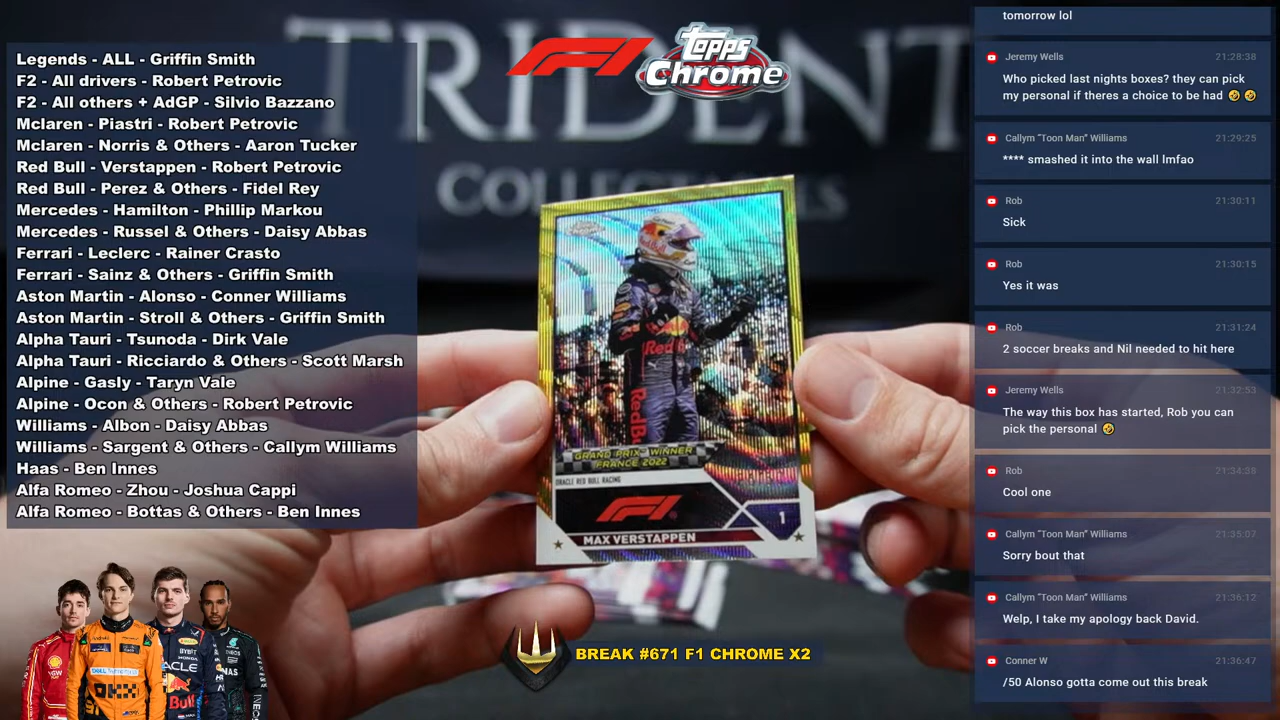 TRIDENT
COLLECTABLES
F1
Topps
Chrome
Legends - ALL - Griffin Smith
F2 - All drivers - Robert Petrovic
F2 - All others + AdGP - Silvio Bazzano
Mclaren - Piastri - Robert Petrovic
Mclaren - Norris & Others - Aaron Tucker
Red Bull - Verstappen - Robert Petrovic
Red Bull - Perez & Others - Fidel Rey
Mercedes - Hamilton - Phillip Markou
Mercedes - Russel & Others - Daisy Abbas
Ferrari - Leclerc - Rainer Crasto
Ferrari - Sainz & Others - Griffin Smith
Aston Martin - Alonso - Conner Williams
Aston Martin - Stroll & Others - Griffin Smith
Alpha Tauri - Tsunoda - Dirk Vale
Alpha Tauri - Ricciardo & Others - Scott Marsh
Alpine - Gasly - Taryn Vale
Alpine - Ocon & Others - Robert Petrovic
Williams - Albon - Daisy Abbas
Williams - Sargent & Others - Callym Williams
Haas - Ben Innes
Alfa Romeo - Zhou - Joshua Cappi
Alfa Romeo - Bottas & Others - Ben Innes
GRAND PRIX WINNER
FRANCE 2022
ORACLE RED BULL RACING
F1
1
MAX VERSTAPPEN
BREAK #671 F1 CHROME X2
tomorrow lol
Jeremy Wells 21:28:38
Who picked last nights boxes? they can pick
my personal if theres a choice to be had 🤣 🤣
Callym "Toon Man" Williams 21:29:25
**** smashed it into the wall lmfao
Rob 21:30:11
Sick
Rob 21:30:15
Yes it was
Rob 21:31:24
2 soccer breaks and Nil needed to hit here
Jeremy Wells 21:32:53
The way this box has started, Rob you can
pick the personal 🤣
Rob 21:34:38
Cool one
Callym "Toon Man" Williams 21:35:07
Sorry bout that
Callym "Toon Man" Williams 21:36:12
Welp, I take my apology back David.
Conner W 21:36:47
/50 Alonso gotta come out this break